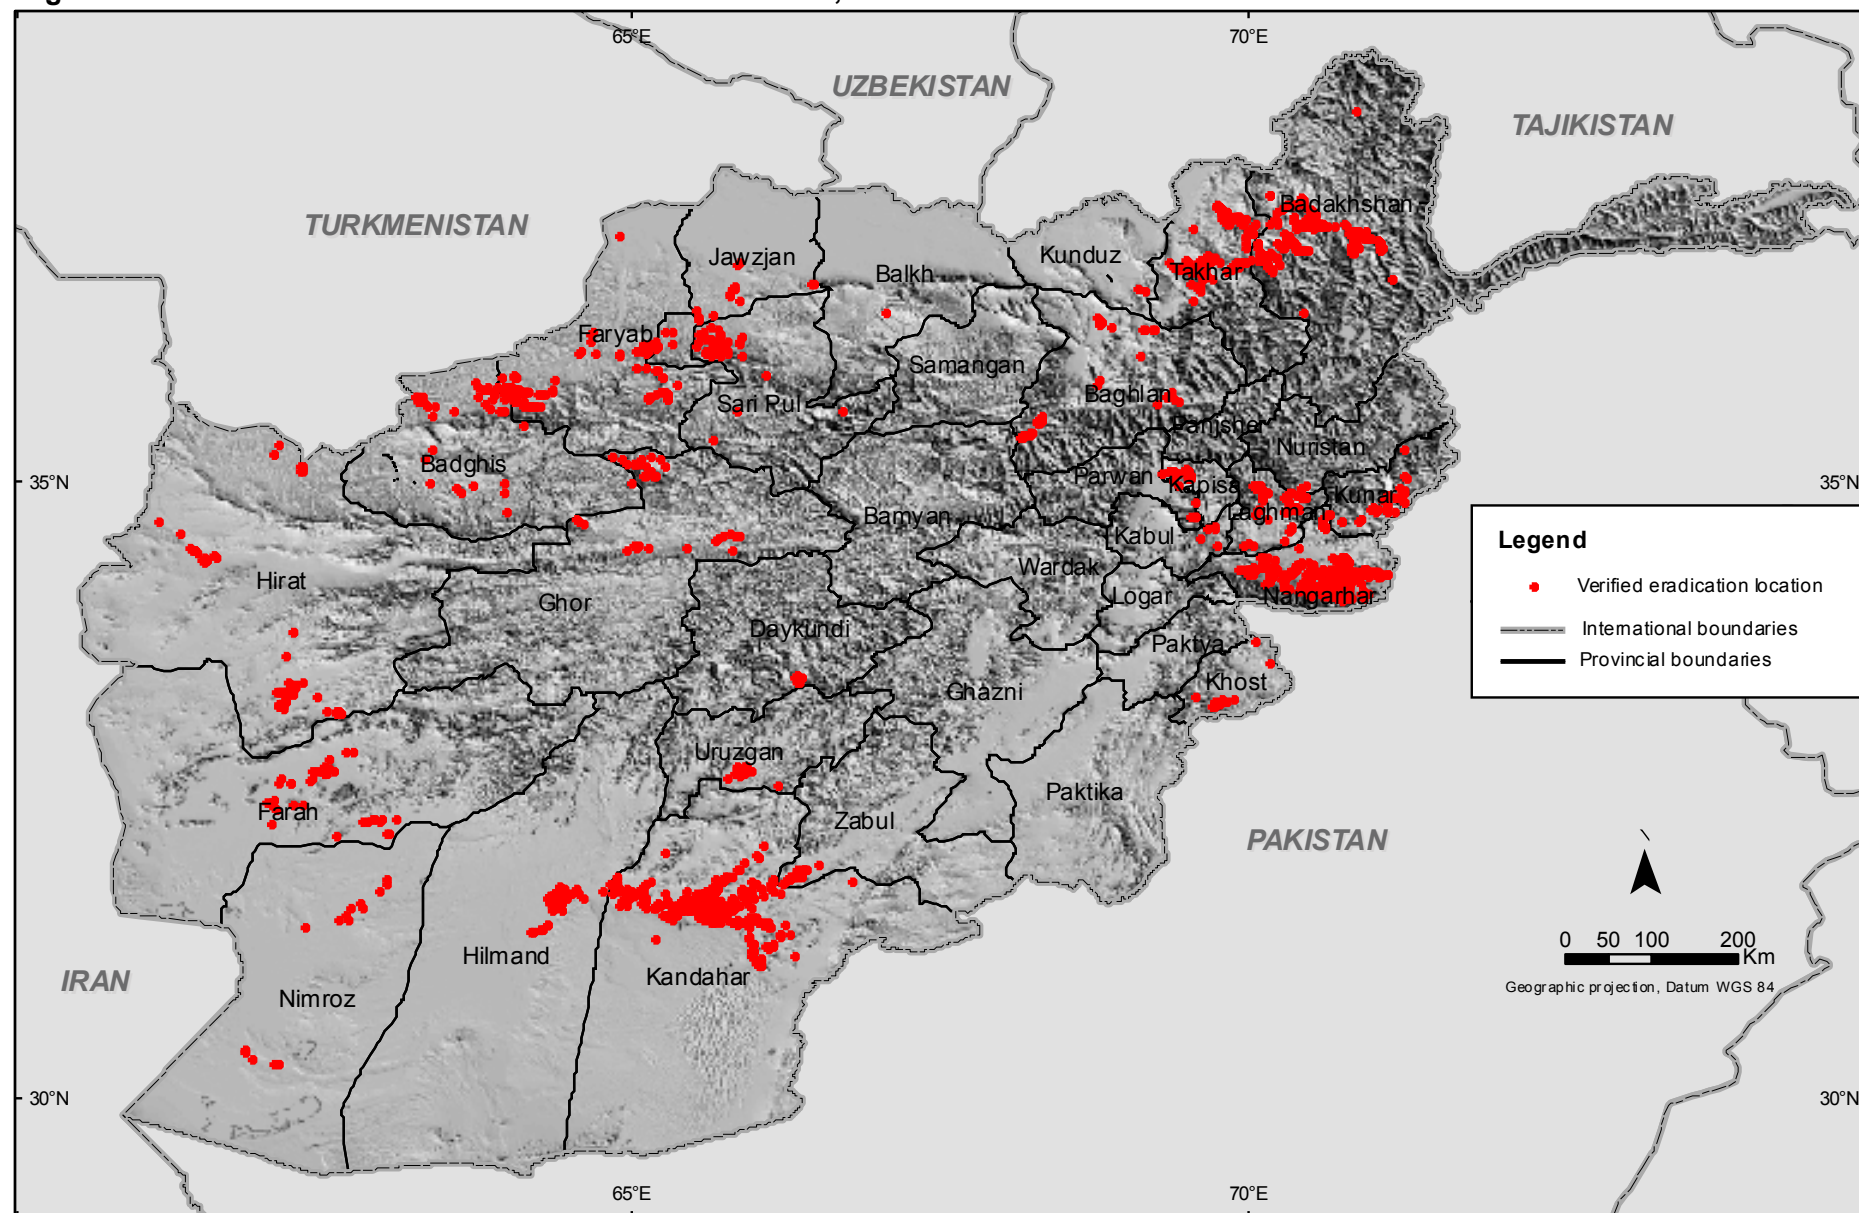 65°E
70°E
UZBEKISTAN
TAJIKISTAN
TURKMENISTAN
Badakhshan
Jawzjan
Kunduz
Balkh
Takhar
Faryab
Samangan
Baghlan
Sari Pul
Panjsher
Nuristan
Badghis
35°N
35°N
Parwan
Kapisa
Kunar
Bamyan
Laghman
Kabul
Legend
Wardak
Hirat
Verified eradication location
Ghor
Logar
Nangarhar
Daykundi
International boundaries
Paktya
Provincial boundaries
Ghazni
Khost
Uruzgan
Paktika
Farah
Zabul
PAKISTAN
0 50 100 200
Km
Hilmand
Kandahar
IRAN
Nimroz
Geographic projection, Datum WGS 84
30°N
30°N
65°E
70°E